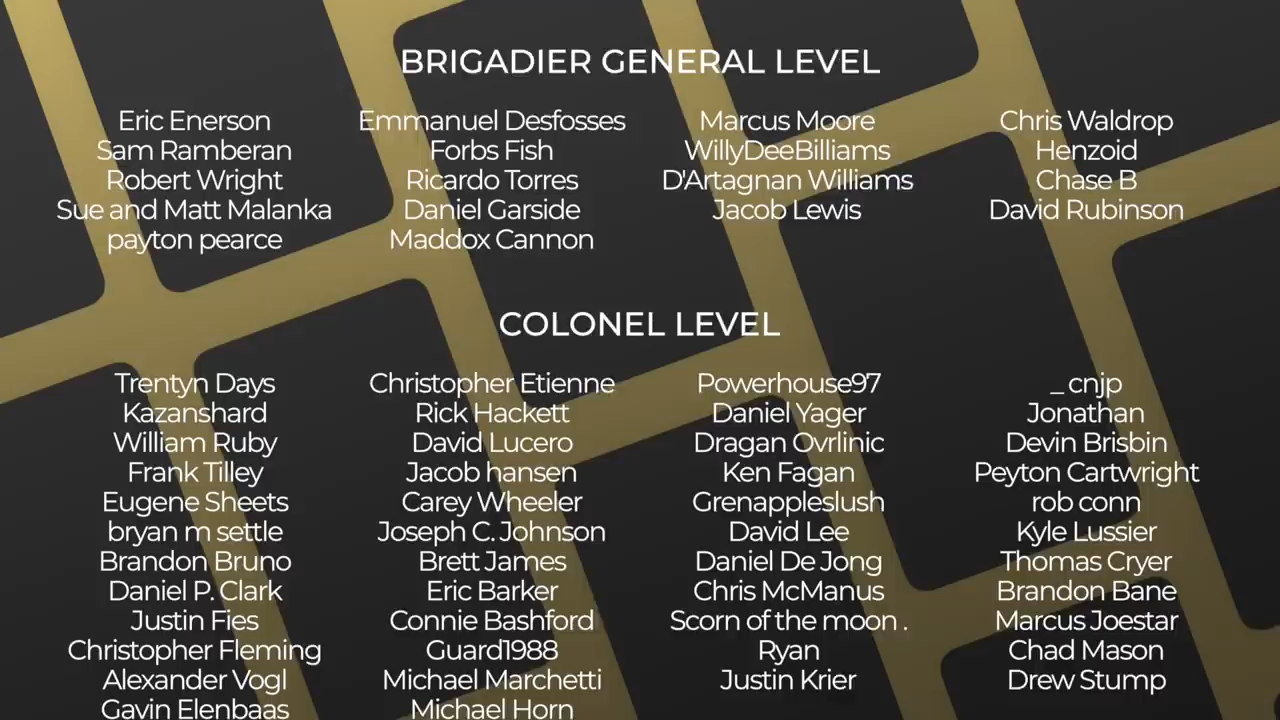 BRIGADIER GENERAL LEVEL
Eric Enerson
Sam Ramberan
Robert Wright
Sue and Matt Malanka
payton pearce
Emmanuel Desfosses
Forbs Fish
Ricardo Torres
Daniel Garside
Maddox Cannon
Marcus Moore
WillyDeeBilliams
D'Artagnan Williams
Jacob Lewis
Chris Waldrop
Henzoid
Chase B
David Rubinson
COLONEL LEVEL
Trentyn Days
Kazanshard
William Ruby
Frank Tilley
Eugene Sheets
bryan m settle
Brandon Bruno
Daniel P. Clark
Justin Fies
Christopher Fleming
Alexander Vogl
Gavin Elenbaas
Christopher Etienne
Rick Hackett
David Lucero
Jacob hansen
Carey Wheeler
Joseph C. Johnson
Brett James
Eric Barker
Connie Bashford
Guard1988
Michael Marchetti
Michael Horn
Powerhouse97
Daniel Yager
Dragan Ovrlinic
Ken Fagan
Grenappleslush
David Lee
Daniel De Jong
Chris McManus
Scorn of the moon .
Ryan
Justin Krier
_ cnjp
Jonathan
Devin Brisbin
Peyton Cartwright
rob conn
Kyle Lussier
Thomas Cryer
Brandon Bane
Marcus Joestar
Chad Mason
Drew Stump